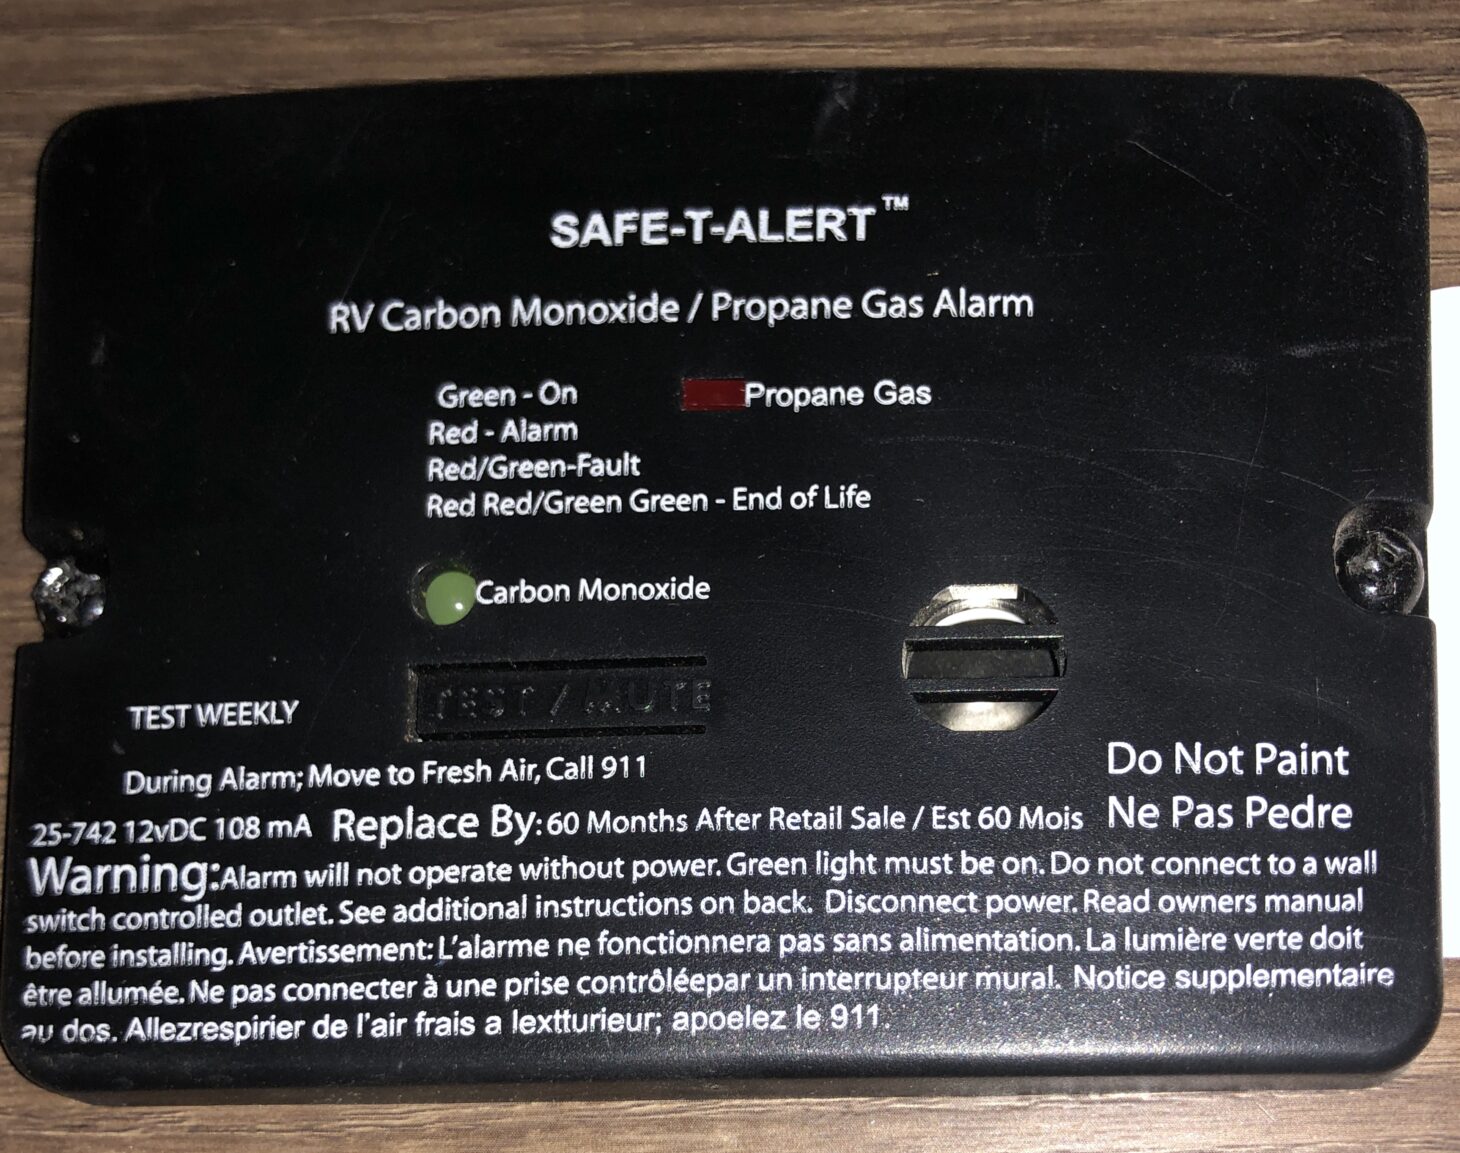 SAFE-T-ALERT™
RV Carbon Monoxide / Propane Gas Alarm
Green - On
Propane Gas
Red - Alarm
Red/Green-Fault
Red Red/Green Green - End of Life
Carbon Monoxide
TEST / MUTE
TEST WEEKLY
During Alarm; Move to Fresh Air, Call 911
Do Not Paint
Ne Pas Pedre
25-742 12vDC 108 mA Replace By: 60 Months After Retail Sale / Est 60 Mois
Warning: Alarm will not operate without power. Green light must be on. Do not connect to a wall
switch controlled outlet. See additional instructions on back. Disconnect power. Read owners manual
before installing. Avertissement: L'alarme ne fonctionnera pas sans alimentation. La lumière verte doit
être allumée. Ne pas connecter à une prise contrôléepar un interrupteur mural. Notice supplementaire
au dos. Allezrespirier de l'air frais a lextturieur; apoelez le 911.